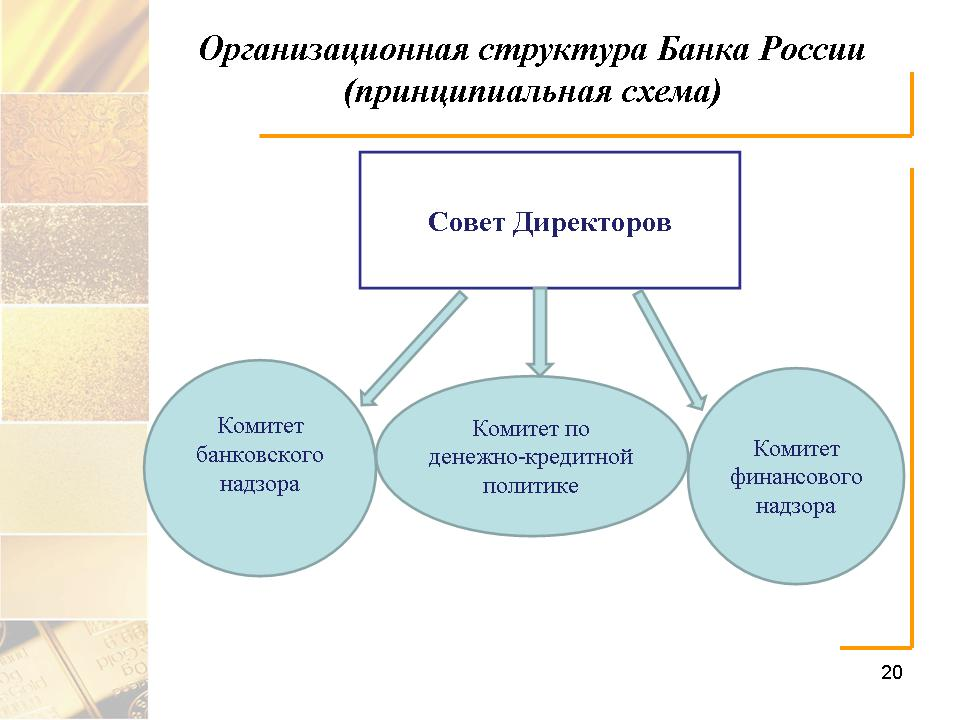 Организационная структура Банка России
(принципиальная схема)
Совет Директоров
Комитет
банковского
надзора
Комитет по
денежно-кредитной
политике
Комитет
финансового
надзора
20